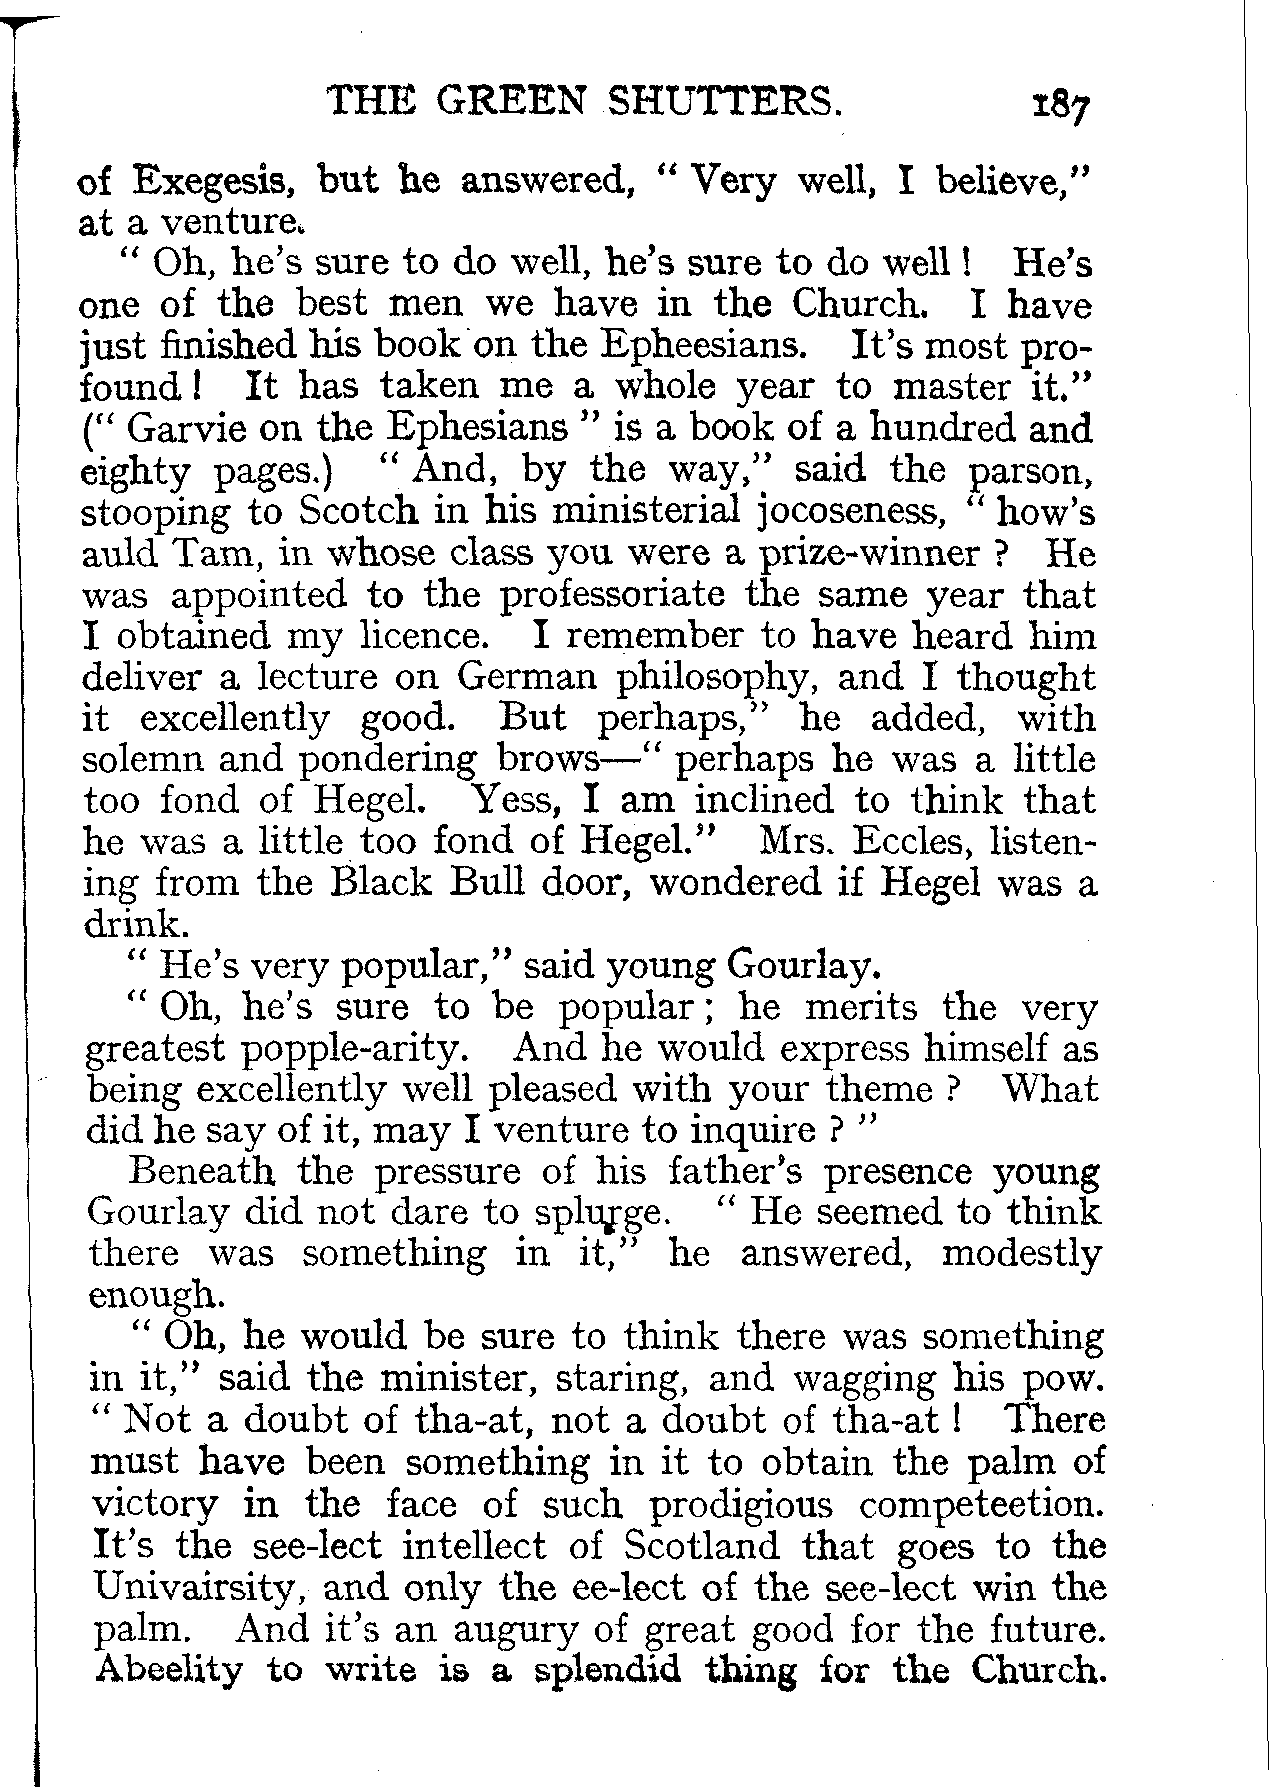 THE GREEN SHUTTERS. 187
of Exegesis, but he answered, “ Very well, I believe,”
at a venture.
“ Oh, he’s sure to do well, he’s sure to do well ! He’s
one of the best men we have in the Church. I have
just finished his book on the Epheesians. It’s most pro-
found ! It has taken me a whole year to master it.”
(“ Garvie on the Ephesians ” is a book of a hundred and
eighty pages.) “ And, by the way,” said the parson,
stooping to Scotch in his ministerial jocoseness, “ how’s
auld Tam, in whose class you were a prize-winner ? He
was appointed to the professoriate the same year that
I obtained my licence. I remember to have heard him
deliver a lecture on German philosophy, and I thought
it excellently good. But perhaps,” he added, with
solemn and pondering brows—“ perhaps he was a little
too fond of Hegel. Yess, I am inclined to think that
he was a little too fond of Hegel.” Mrs. Eccles, listen-
ing from the Black Bull door, wondered if Hegel was a
drink.
“ He’s very popular,” said young Gourlay.
“ Oh, he’s sure to be popular ; he merits the very
greatest popple-arity. And he would express himself as
being excellently well pleased with your theme ? What
did he say of it, may I venture to inquire ? ”
Beneath the pressure of his father’s presence young
Gourlay did not dare to splurge. “ He seemed to think
there was something in it,” he answered, modestly
enough.
“ Oh, he would be sure to think there was something
in it,” said the minister, staring, and wagging his pow.
“ Not a doubt of tha-at, not a doubt of tha-at ! There
must have been something in it to obtain the palm of
victory in the face of such prodigious competeetion.
It’s the see-lect intellect of Scotland that goes to the
Univairsity, and only the ee-lect of the see-lect win the
palm. And it’s an augury of great good for the future.
Abeelity to write is a splendid thing for the Church.